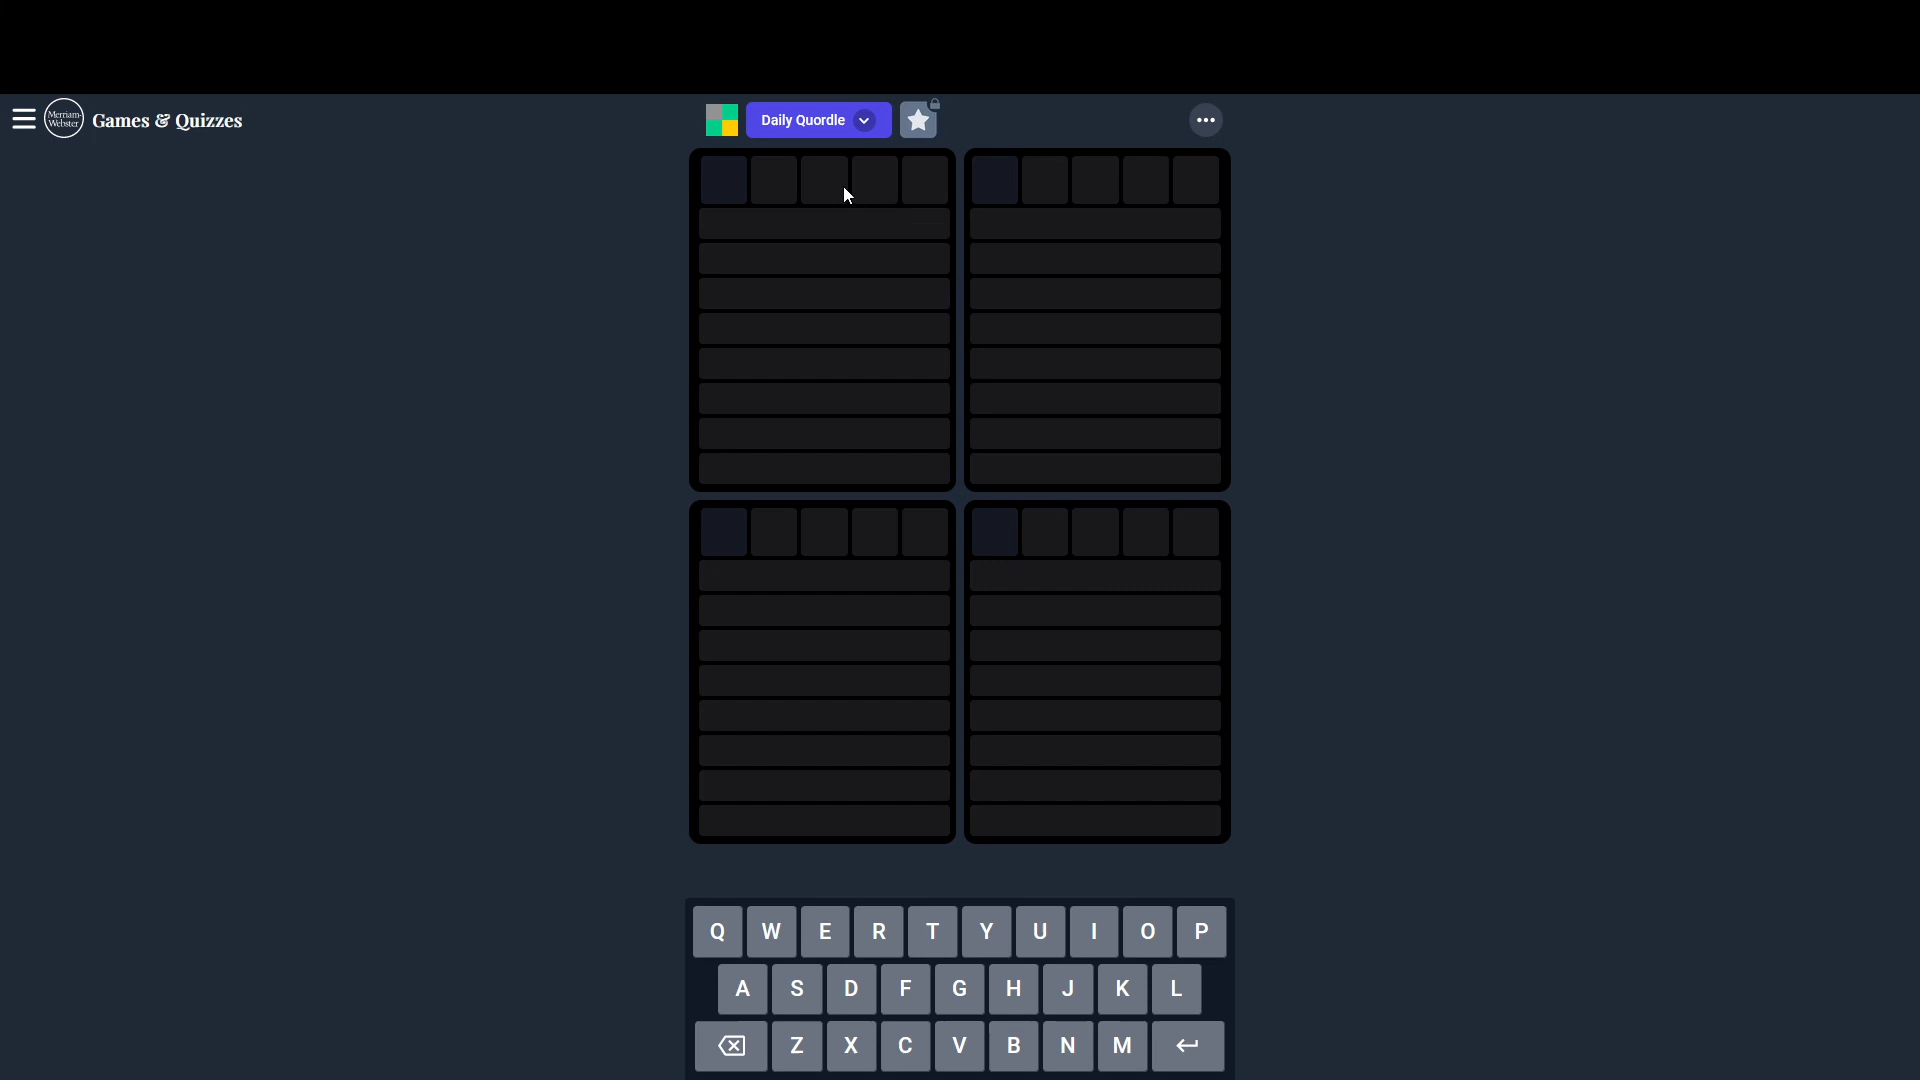 Merriam-
Webster
Games & Quizzes
Daily Quordle
Q W E R T Y U I O P
A S D F G H J K L
Z X C V B N M